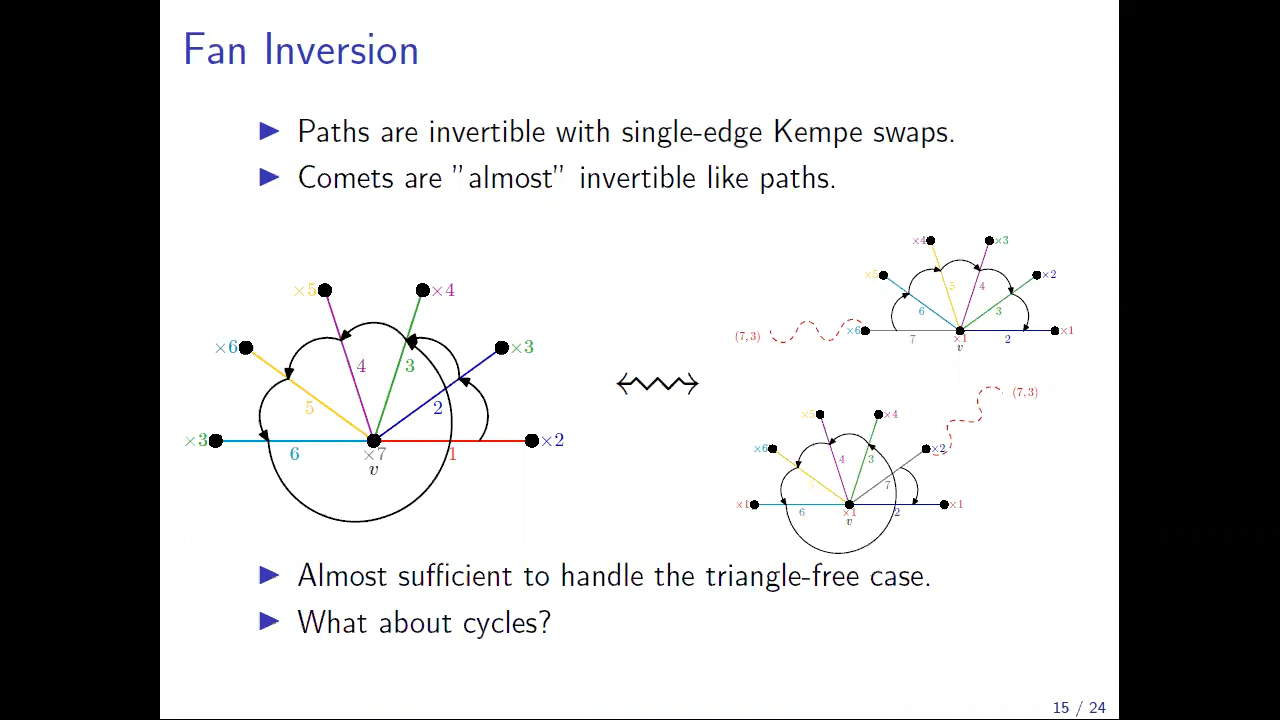 Fan Inversion
▶ Paths are invertible with single-edge Kempe swaps.
▶ Comets are ”almost” invertible like paths.
×5 ×4
×6 ×3
4 3
5 2
×3 6 ×7 1 ×2
v
×4 ×3
×5 ×2
5 4
6 3
(7, 3) ×6 7 ×1 2 ×1
v
(7, 3)
×5 ×4
×6 ×2
4 3
5 7
×1 6 ×1 2 ×1
v
▶ Almost sufficient to handle the triangle-free case.
▶ What about cycles?
15 / 24